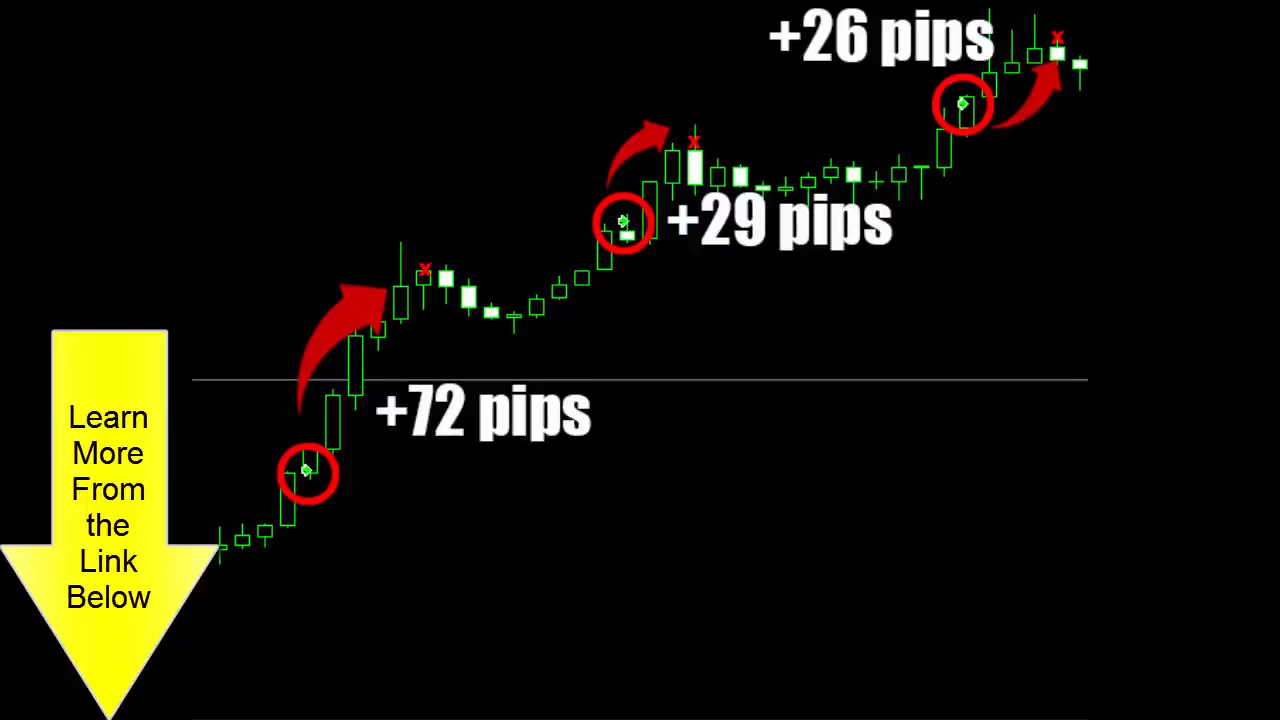 +26 pips
+29 pips
+72 pips
Learn
More
From
the
Link
Below